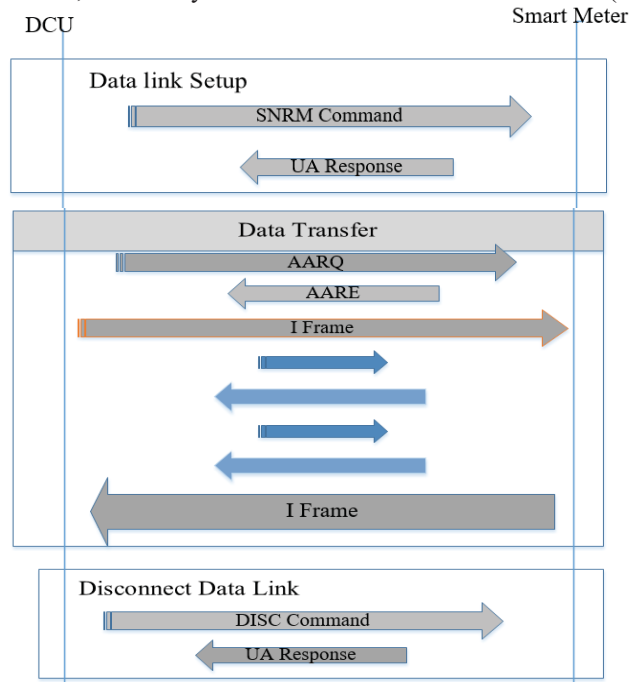 DCU
Smart Meter
Data link Setup
SNRM Command
UA Response
Data Transfer
AARQ
AARE
I Frame
I Frame
Disconnect Data Link
DISC Command
UA Response